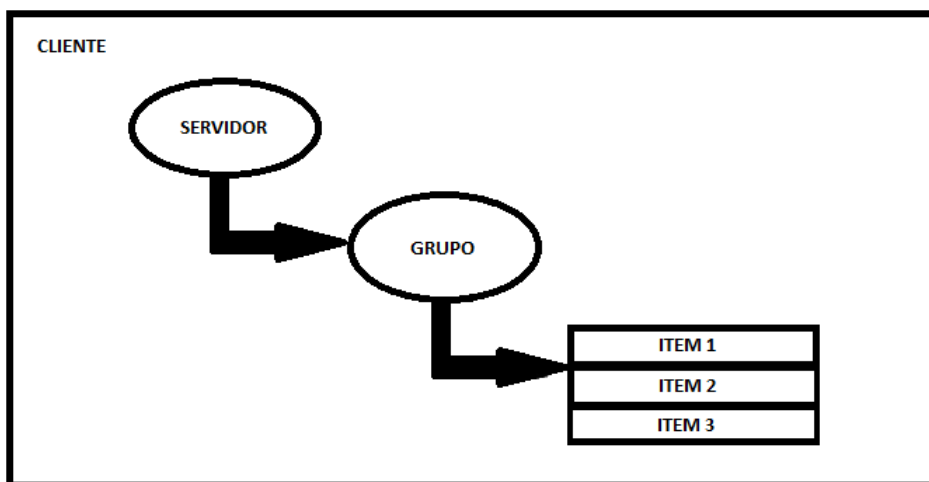 CLIENTE
SERVIDOR
GRUPO
ITEM 1
ITEM 2
ITEM 3